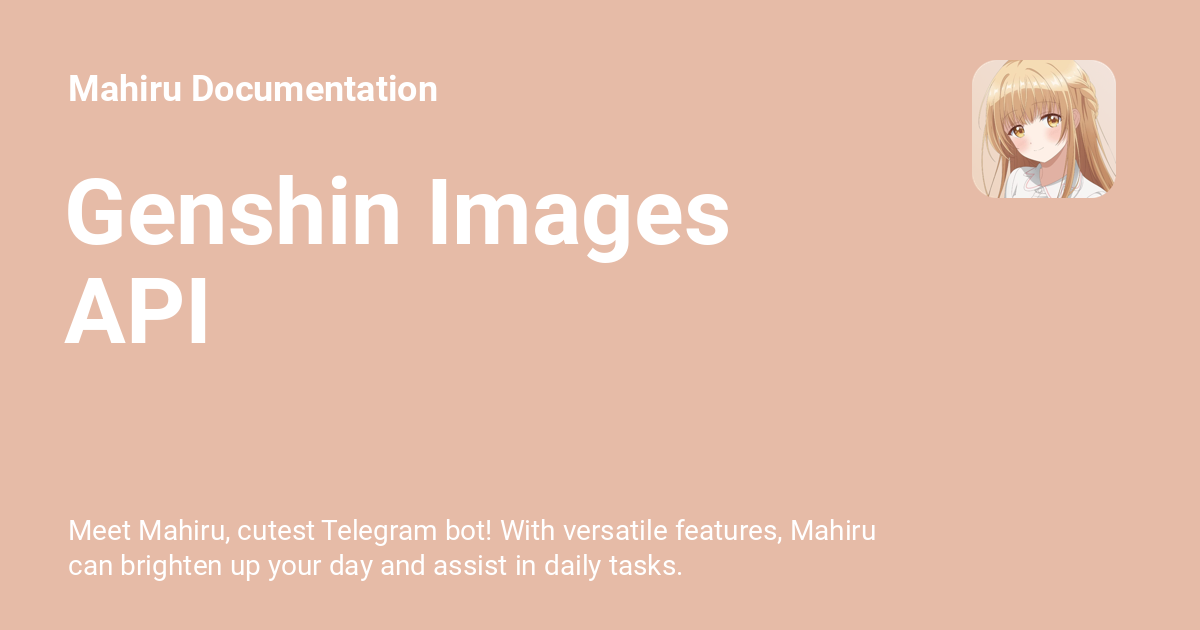 Mahiru Documentation
Genshin Images
API
Meet Mahiru, cutest Telegram bot! With versatile features, Mahiru
can brighten up your day and assist in daily tasks.